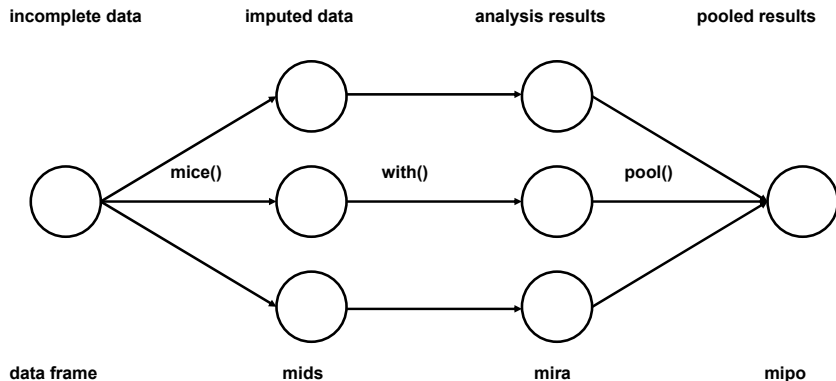 incomplete data imputed data analysis results pooled results
mice() with() pool()
data frame mids mira mipo